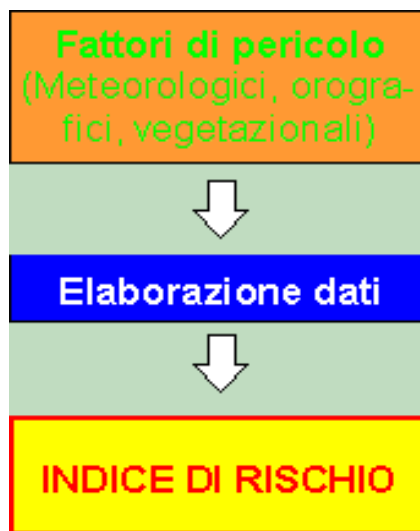 Fattori di pericolo
(Meteorologici, orogra-
fici, vegetazionali)
Elaborazione dati
INDICE DI RISCHIO